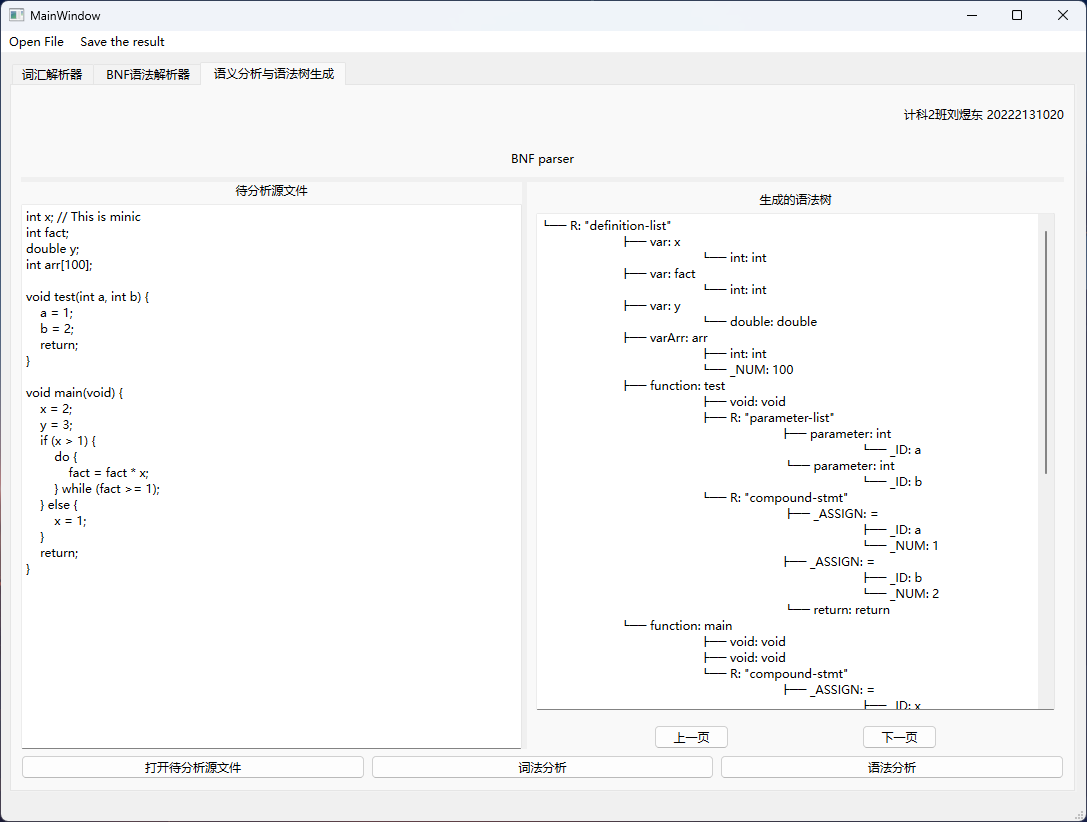 MainWindow
Open File Save the result
词汇解析器 BNF语法解析器 语义分析与语法树生成
计科2班刘煜东 20222131020
BNF parser
待分析源文件
int x; // This is minic
int fact;
double y;
int arr[100];
void test(int a, int b) {
a = 1;
b = 2;
return;
}
void main(void) {
x = 2;
y = 3;
if (x > 1) {
do {
fact = fact * x;
} while (fact >= 1);
} else {
x = 1;
}
return;
}
生成的语法树
└── R: "definition-list"
├── var: x
└── int: int
├── var: fact
└── int: int
├── var: y
└── double: double
├── varArr: arr
├── int: int
└── _NUM: 100
├── function: test
├── void: void
├── R: "parameter-list"
├── parameter: int
└── _ID: a
└── parameter: int
└── _ID: b
└── R: "compound-stmt"
├── _ASSIGN: =
├── _ID: a
└── _NUM: 1
├── _ASSIGN: =
├── _ID: b
└── _NUM: 2
└── return: return
└── function: main
├── void: void
├── void: void
└── R: "compound-stmt"
├── _ASSIGN: =
├── _ID: x
上一页 下一页
打开待分析源文件 词法分析 语法分析